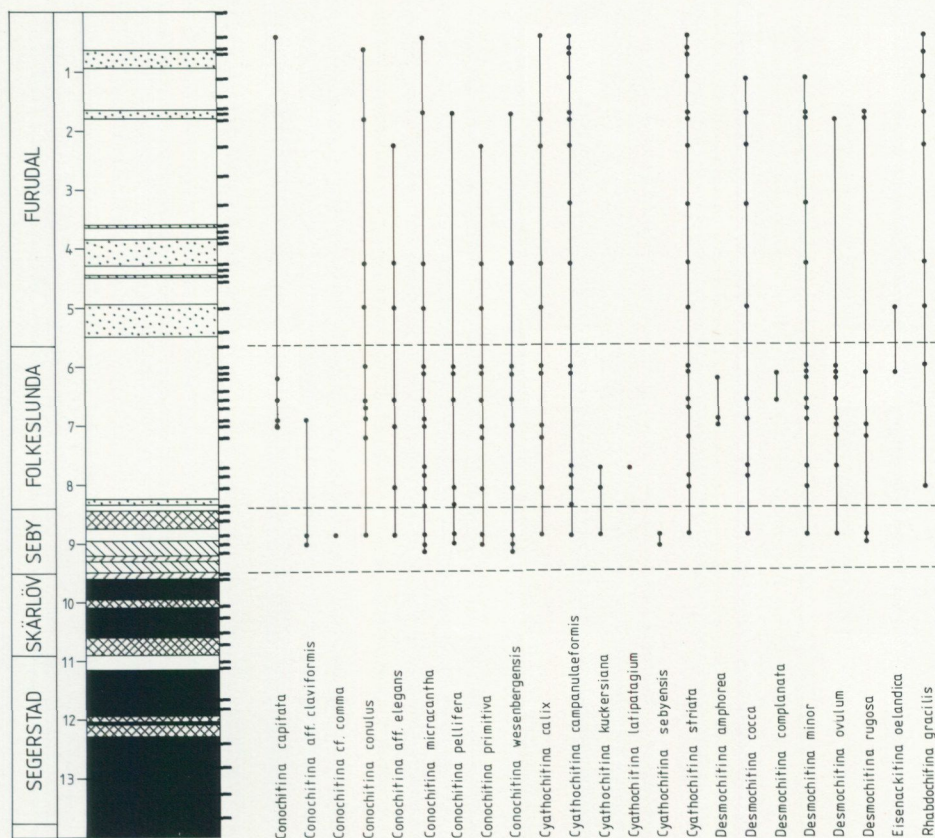 FURUDAL
FOLKESLUNDA
SEBY
SKÄRLÖV
SEGERSTAD
1
2
3
4
5
6
7
8
9
10
11
12
13
Conochitina capitata
Conochitina aff. claviformis
Conochitina cf. comma
Conochitina conulus
Conochitina aff. elegans
Conochitina micracantha
Conochitina pellifera
Conochitina primitiva
Conochitina wesenbergensis
Cyathochitina calix
Cyathochitina campanulaeformis
Cyathochitina kuckersiana
Cyathochitina latipatagium
Cyathochitina sebyensis
Cyathochitina striata
Desmochitina amphorea
Desmochitina cocca
Desmochitina complanata
Desmochitina minor
Desmochitina ovulum
Desmochitina rugosa
Eisenackitina oelandica
Rhabdochitina gracilis